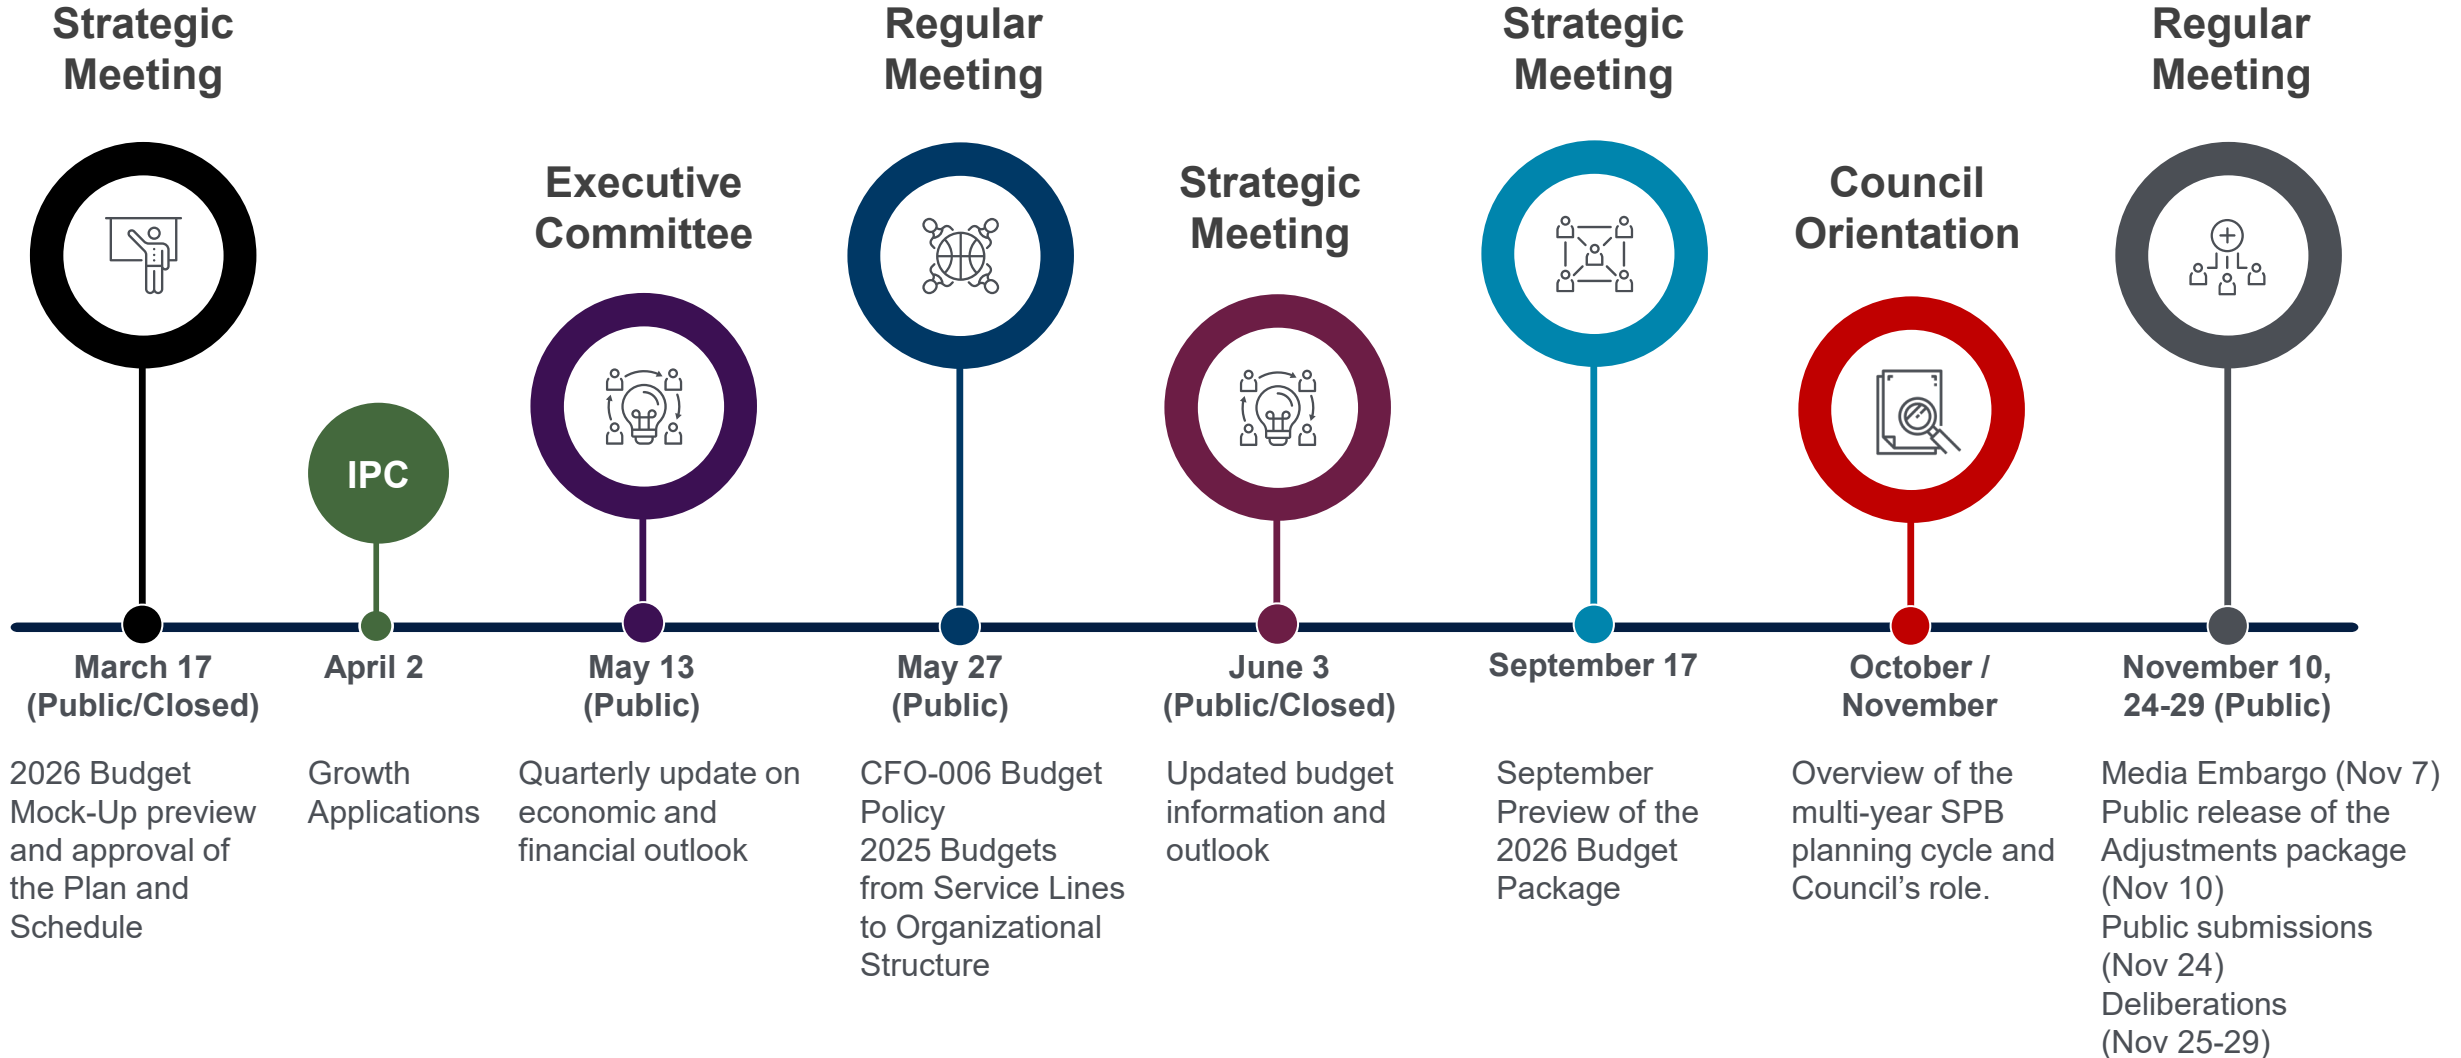 Strategic
Meeting
March 17
(Public/Closed)
2026 Budget
Mock-Up preview
and approval of
the Plan and
Schedule
IPC
April 2
Growth
Applications
Executive
Committee
May 13
(Public)
Quarterly update on
economic and
financial outlook
Regular
Meeting
May 27
(Public)
CFO-006 Budget
Policy
2025 Budgets
from Service Lines
to Organizational
Structure
Strategic
Meeting
June 3
(Public/Closed)
Updated budget
information and
outlook
Strategic
Meeting
September 17
September
Preview of the
2026 Budget
Package
Council
Orientation
October /
November
Overview of the
multi-year SPB
planning cycle and
Council’s role.
Regular
Meeting
November 10,
24-29 (Public)
Media Embargo (Nov 7)
Public release of the
Adjustments package
(Nov 10)
Public submissions
(Nov 24)
Deliberations
(Nov 25-29)